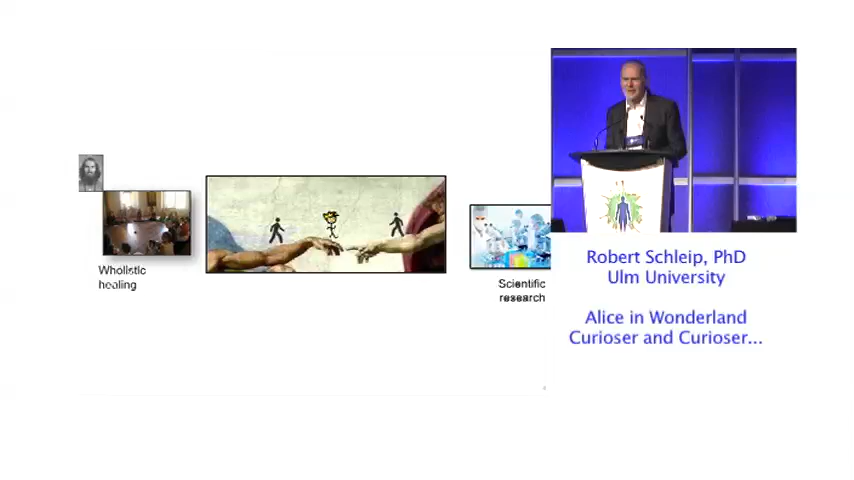 Wholistic
healing
Scientific
research
Robert Schleip, PhD
Ulm University
Alice in Wonderland
Curioser and Curioser...